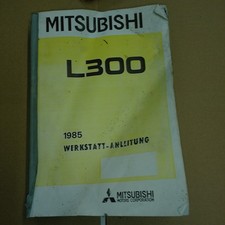 MITSUBISHI
L300
1985
WERKSTATT-ANLEITUNG
MITSUBISHI
MOTORS CORPORATION